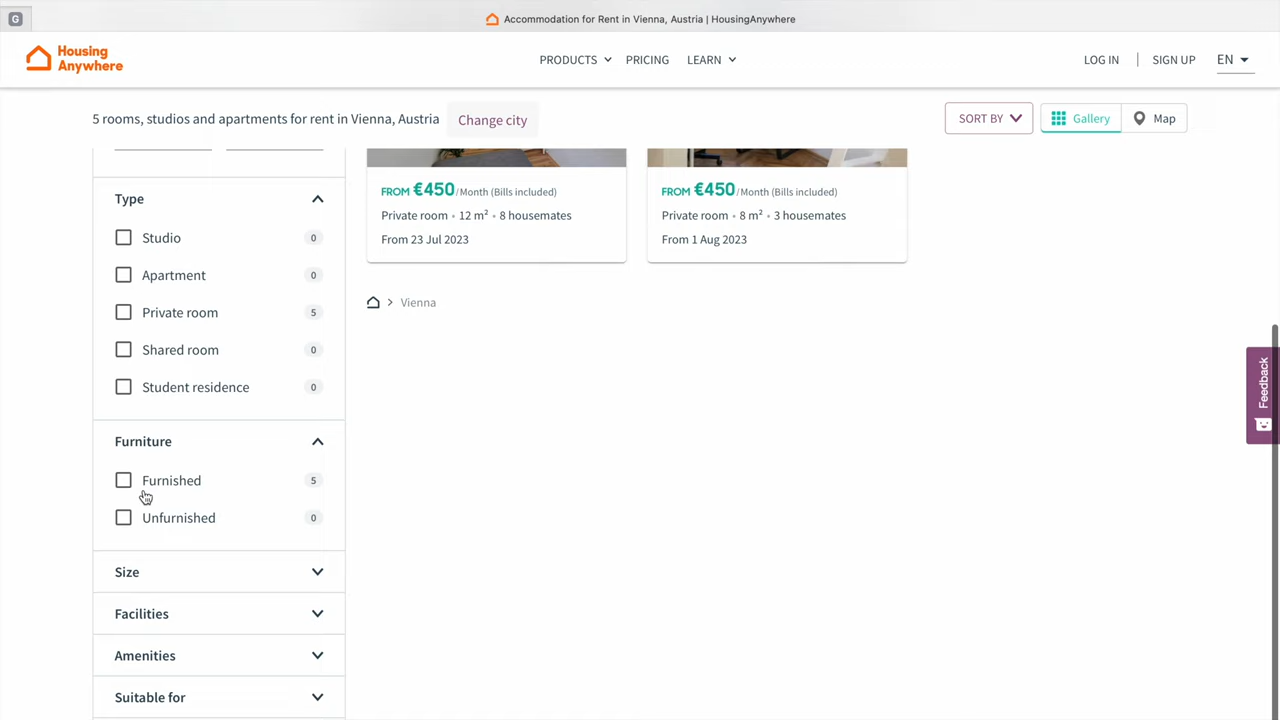 G
Accommodation for Rent in Vienna, Austria | HousingAnywhere
Housing
Anywhere
PRODUCTS
PRICING
LEARN
LOG IN
SIGN UP
EN
5 rooms, studios and apartments for rent in Vienna, Austria
Change city
SORT BY
Gallery
Map
Type
Studio 0
Apartment 0
Private room 5
Shared room 0
Student residence 0
Furniture
Furnished 5
Unfurnished 0
Size
Facilities
Amenities
Suitable for
FROM €450/Month (Bills included)
Private room • 12 m² • 8 housemates
From 23 Jul 2023
FROM €450/Month (Bills included)
Private room • 8 m² • 3 housemates
From 1 Aug 2023
Vienna
Feedback